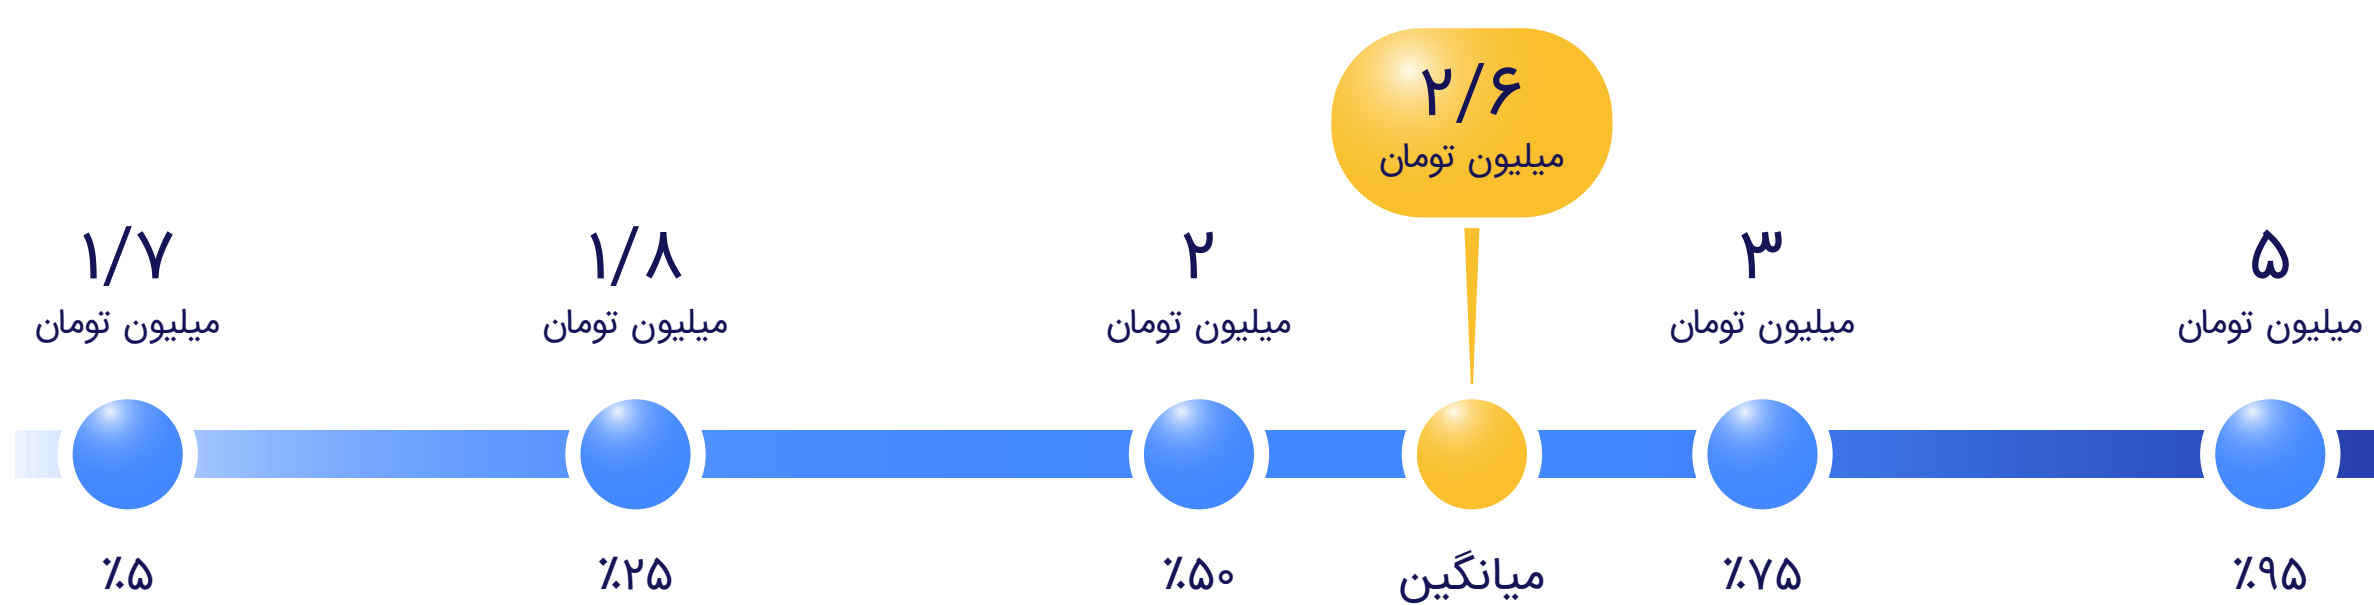 ۲/۶
میلیون تومان
۱/۷
میلیون تومان
۱/۸
میلیون تومان
۲
میلیون تومان
۳
میلیون تومان
۵
میلیون تومان
٪۵
٪۲۵
٪۵۰
میانگین
٪۷۵
٪۹۵